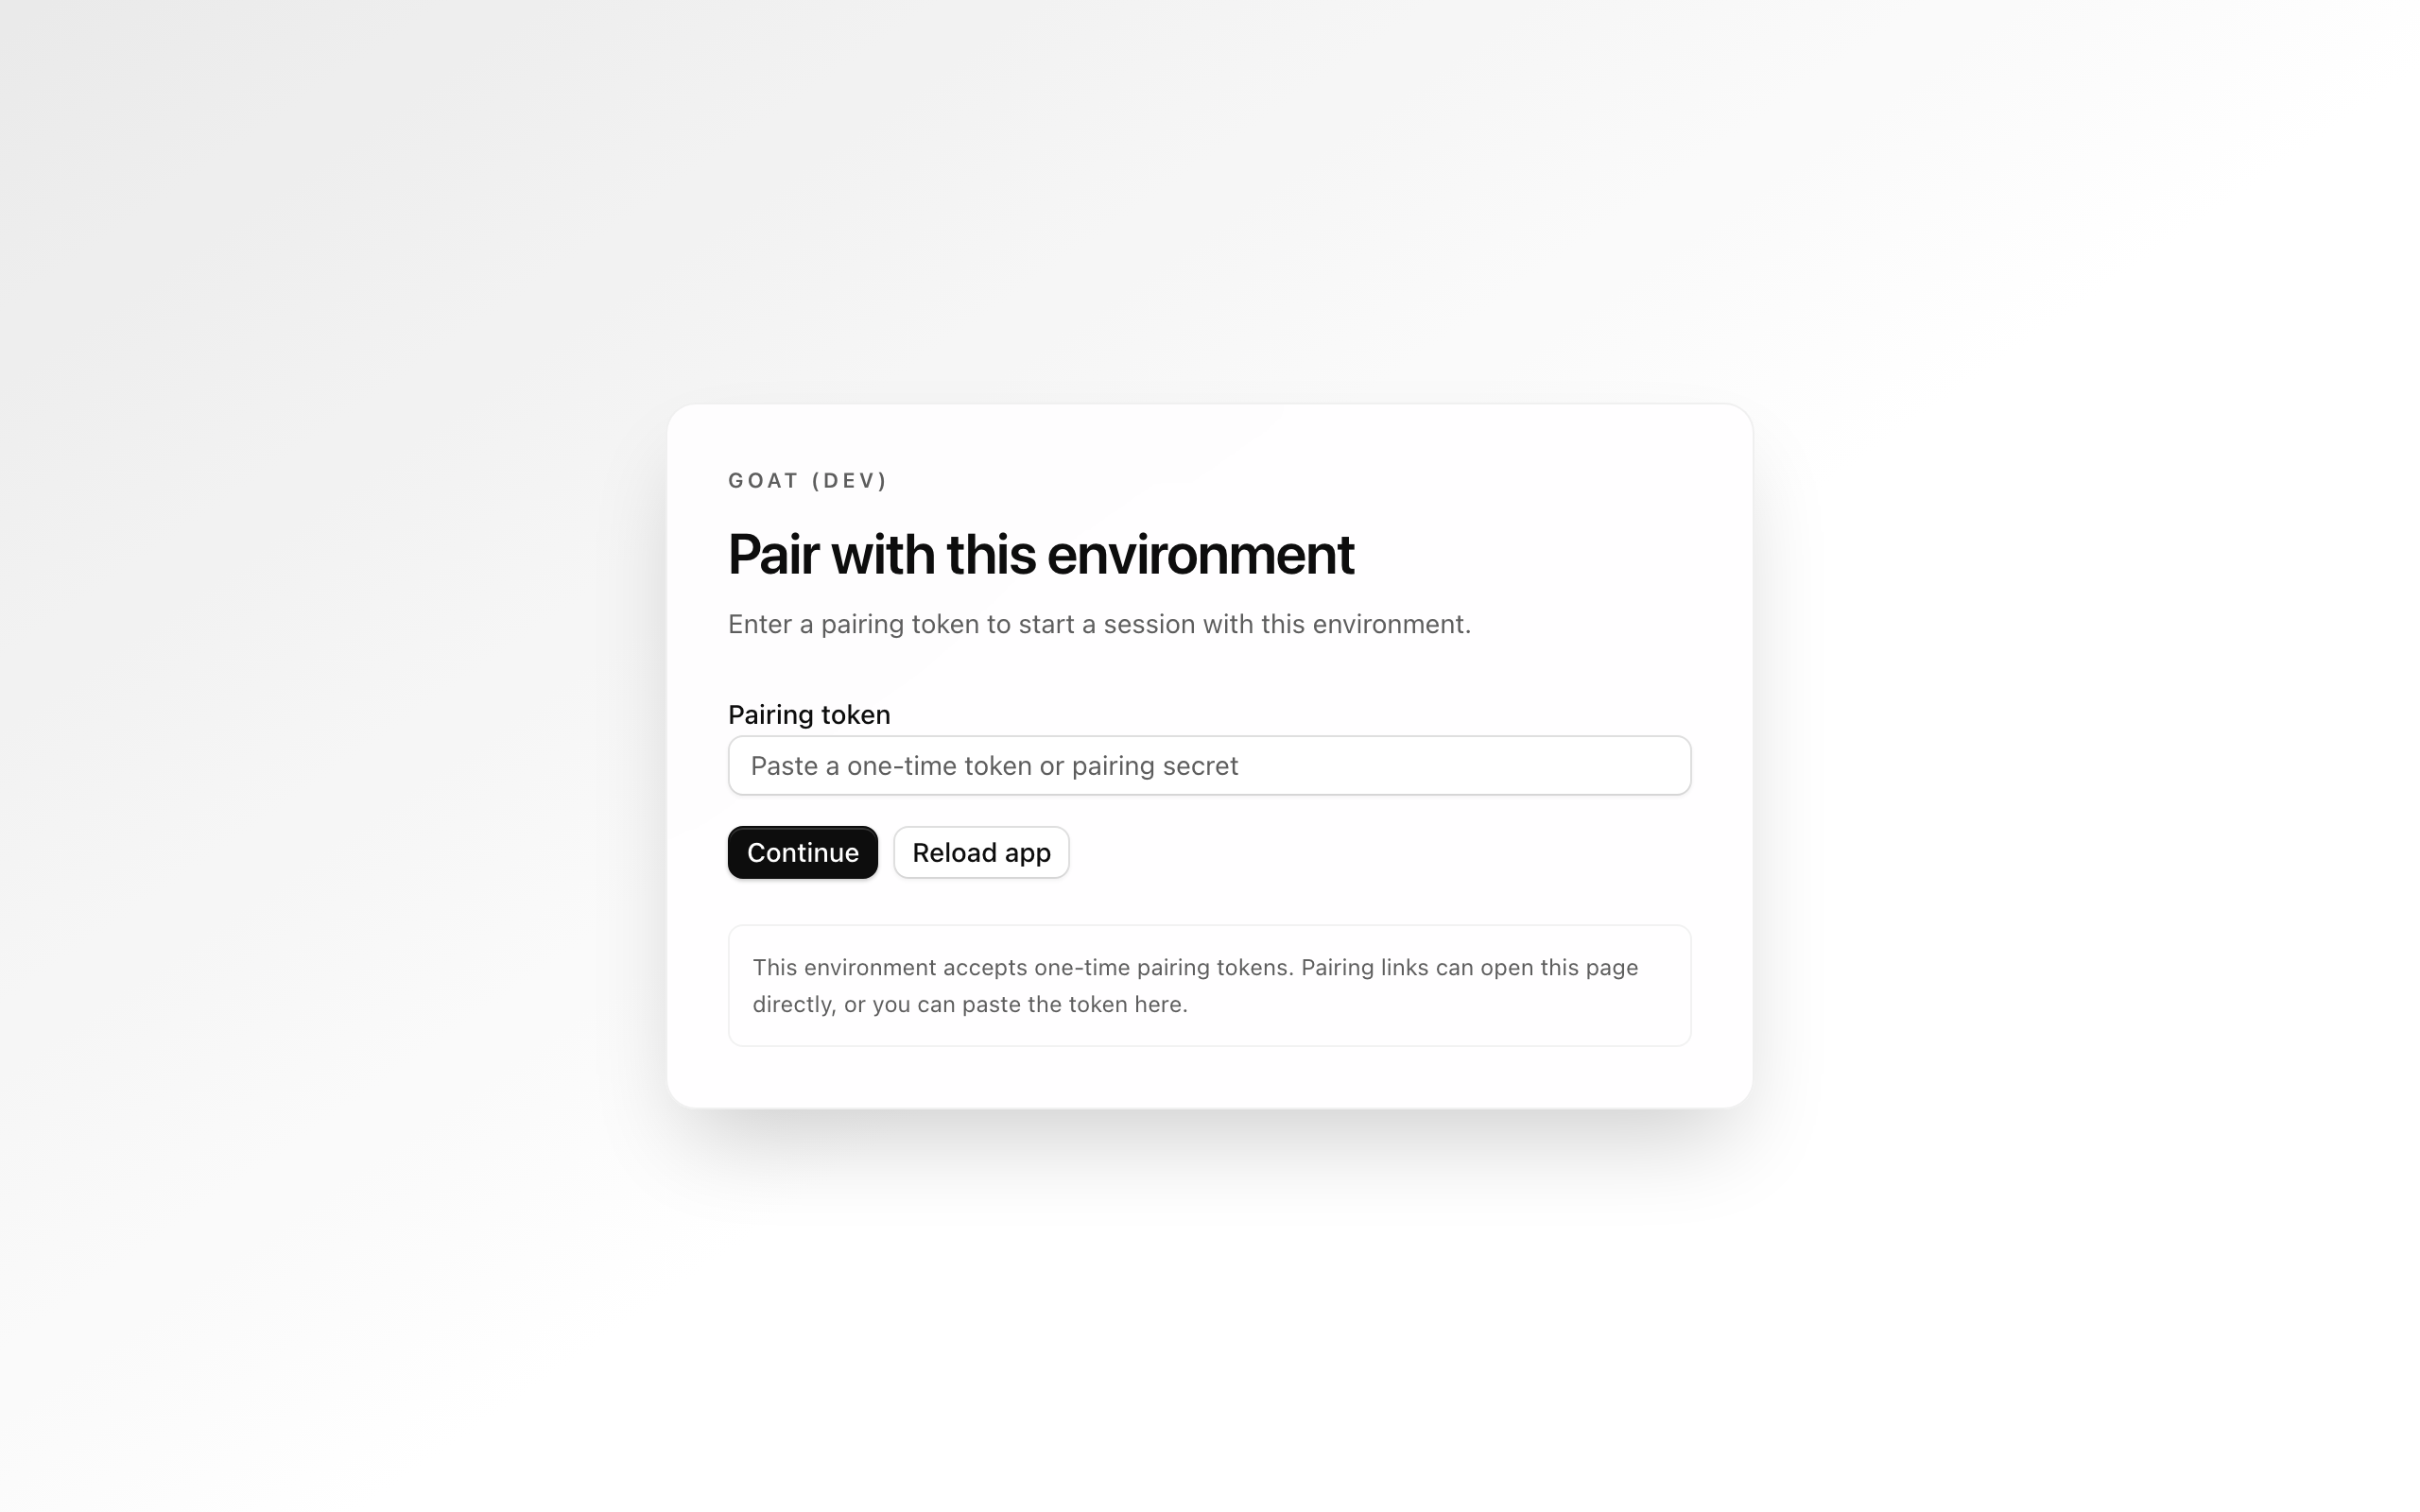 GOAT (DEV)
Pair with this environment
Enter a pairing token to start a session with this environment.
Pairing token
Paste a one-time token or pairing secret
Continue
Reload app
This environment accepts one-time pairing tokens. Pairing links can open this page
directly, or you can paste the token here.